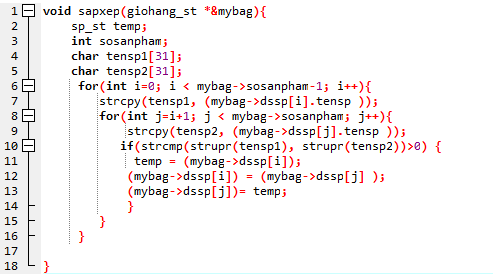 1 void sapxep(giohang_st *&mybag){
2 sp_st temp;
3 int sosanpham;
4 char tensp1[31];
5 char tensp2[31];
6 for(int i=0; i < mybag->sosanpham-1; i++){
7 strcpy(tensp1, (mybag->dssp[i].tensp ));
8 for(int j=i+1; j < mybag->sosanpham; j++){
9 strcpy(tensp2, (mybag->dssp[j].tensp ));
10 if(strcmp(strupr(tensp1), strupr(tensp2))>0) {
11 temp = (mybag->dssp[i]);
12 (mybag->dssp[i]) = (mybag->dssp[j] );
13 (mybag->dssp[j])= temp;
14 }
15 }
16 }
17
18 }